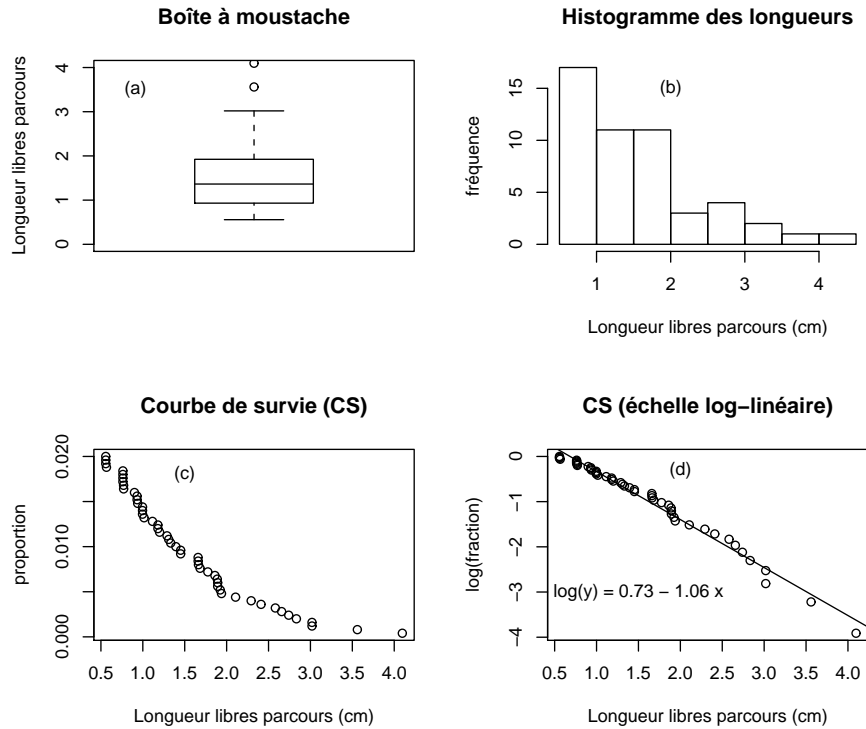 Boîte à moustache
Longueur libres parcours
0 1 2 3 4
(a)
Histogramme des longueurs
fréquence
0 5 10 15
(b)
1 2 3 4
Longueur libres parcours (cm)
Courbe de survie (CS)
proportion
0.000 0.010 0.020
(c)
0.5 1.0 1.5 2.0 2.5 3.0 3.5 4.0
Longueur libres parcours (cm)
CS (échelle log−linéaire)
log(fraction)
−4 −3 −2 −1 0
(d)
log(y) = 0.73 − 1.06 x
0.5 1.0 1.5 2.0 2.5 3.0 3.5 4.0
Longueur libres parcours (cm)